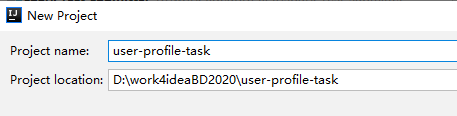 New Project
Project name: user-profile-task
Project location: D:\work4ideaBD2020\user-profile-task